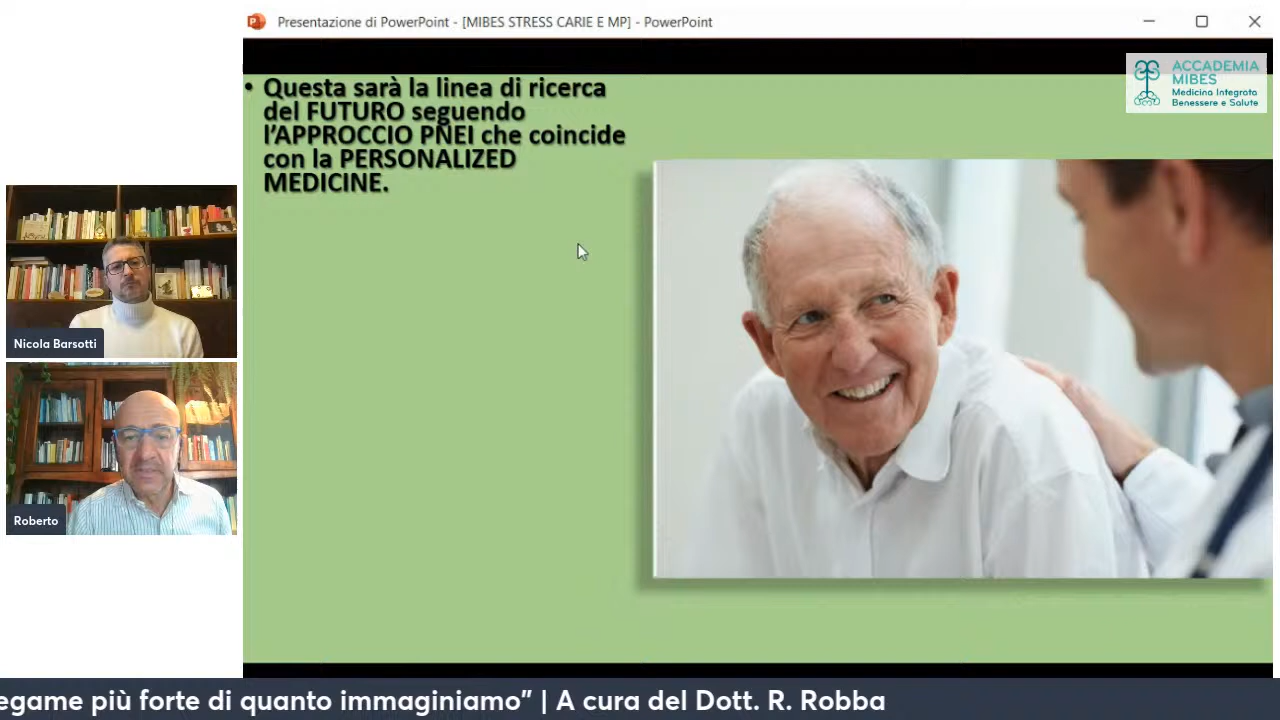 Presentazione di PowerPoint - [MIBES STRESS CARIE E MP] - PowerPoint
ACCADEMIA
MIBES
Medicina Integrata
Benessere e Salute
• Questa sarà la linea di ricerca
del FUTURO seguendo
l'APPROCCIO PNEI che coincide
con la PERSONALIZED
MEDICINE.
Nicola Barsotti
Roberto
egame più forte di quanto immaginiamo" | A cura del Dott. R. Robba